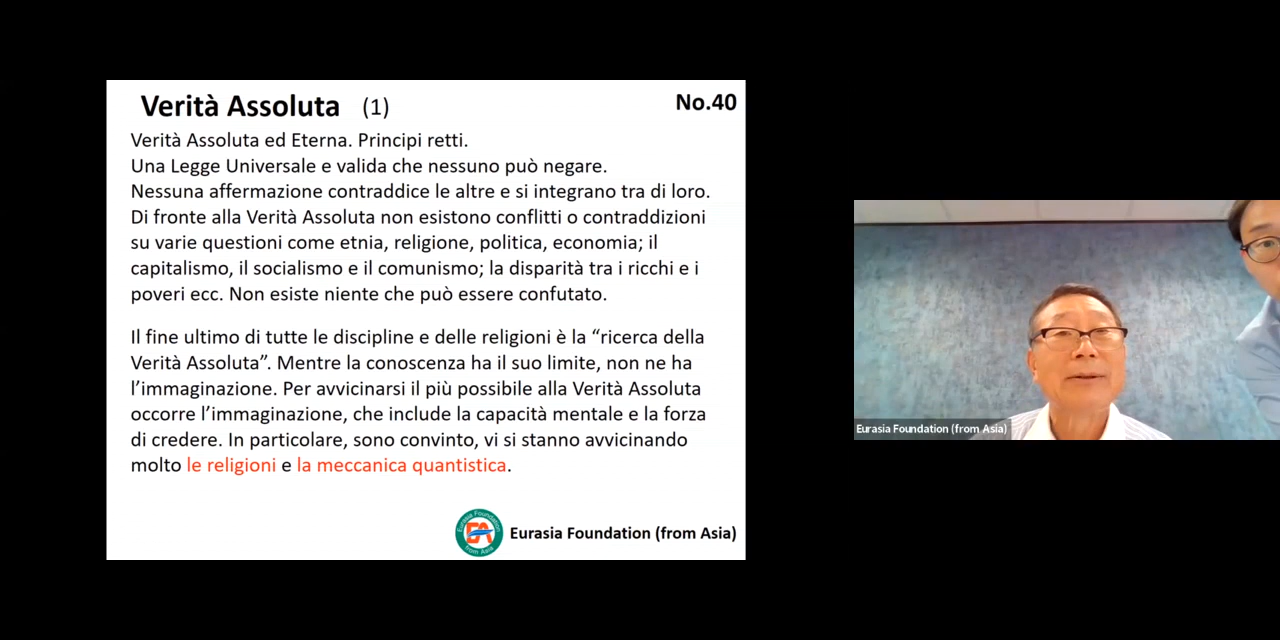 Verità Assoluta (1)
No.40
Verità Assoluta ed Eterna. Principi retti.
Una Legge Universale e valida che nessuno può negare.
Nessuna affermazione contraddice le altre e si integrano tra di loro.
Di fronte alla Verità Assoluta non esistono conflitti o contraddizioni
su varie questioni come etnia, religione, politica, economia; il
capitalismo, il socialismo e il comunismo; la disparità tra i ricchi e i
poveri ecc. Non esiste niente che può essere confutato.
Il fine ultimo di tutte le discipline e delle religioni è la “ricerca della
Verità Assoluta”. Mentre la conoscenza ha il suo limite, non ne ha
l’immaginazione. Per avvicinarsi il più possibile alla Verità Assoluta
occorre l’immaginazione, che include la capacità mentale e la forza
di credere. In particolare, sono convinto, vi si stanno avvicinando
molto le religioni e la meccanica quantistica.
Eurasia Foundation
EA
from Asia
Eurasia Foundation (from Asia)
Eurasia Foundation (from Asia)